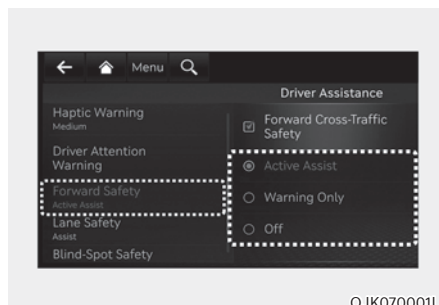 Menu
Driver Assistance
Haptic Warning
Medium
Driver Attention
Warning
Forward Safety
Active Assist
Lane Safety
Assist
Blind-Spot Safety
Forward Cross-Traffic
Safety
Active Assist
Warning Only
Off